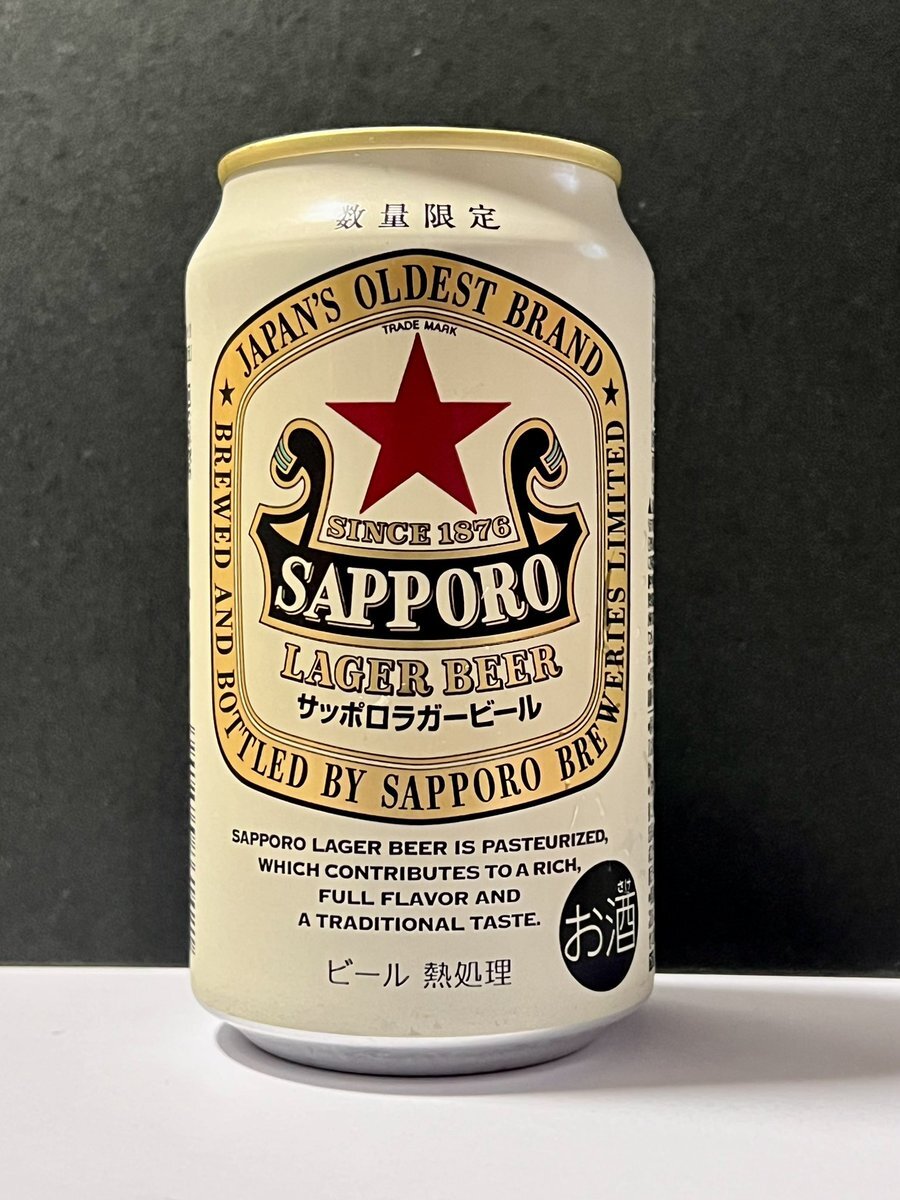 数量限定
JAPAN'S OLDEST BRAND
TRADE MARK
SINCE 1876
SAPPORO
LAGER BEER
サッポロラガービール
BREWED AND BOTTLED BY SAPPORO BREWERIES LIMITED
SAPPORO LAGER BEER IS PASTEURIZED,
WHICH CONTRIBUTES TO A RICH,
FULL FLAVOR AND
A TRADITIONAL TASTE.
さけ
お酒
ビール 熱処理